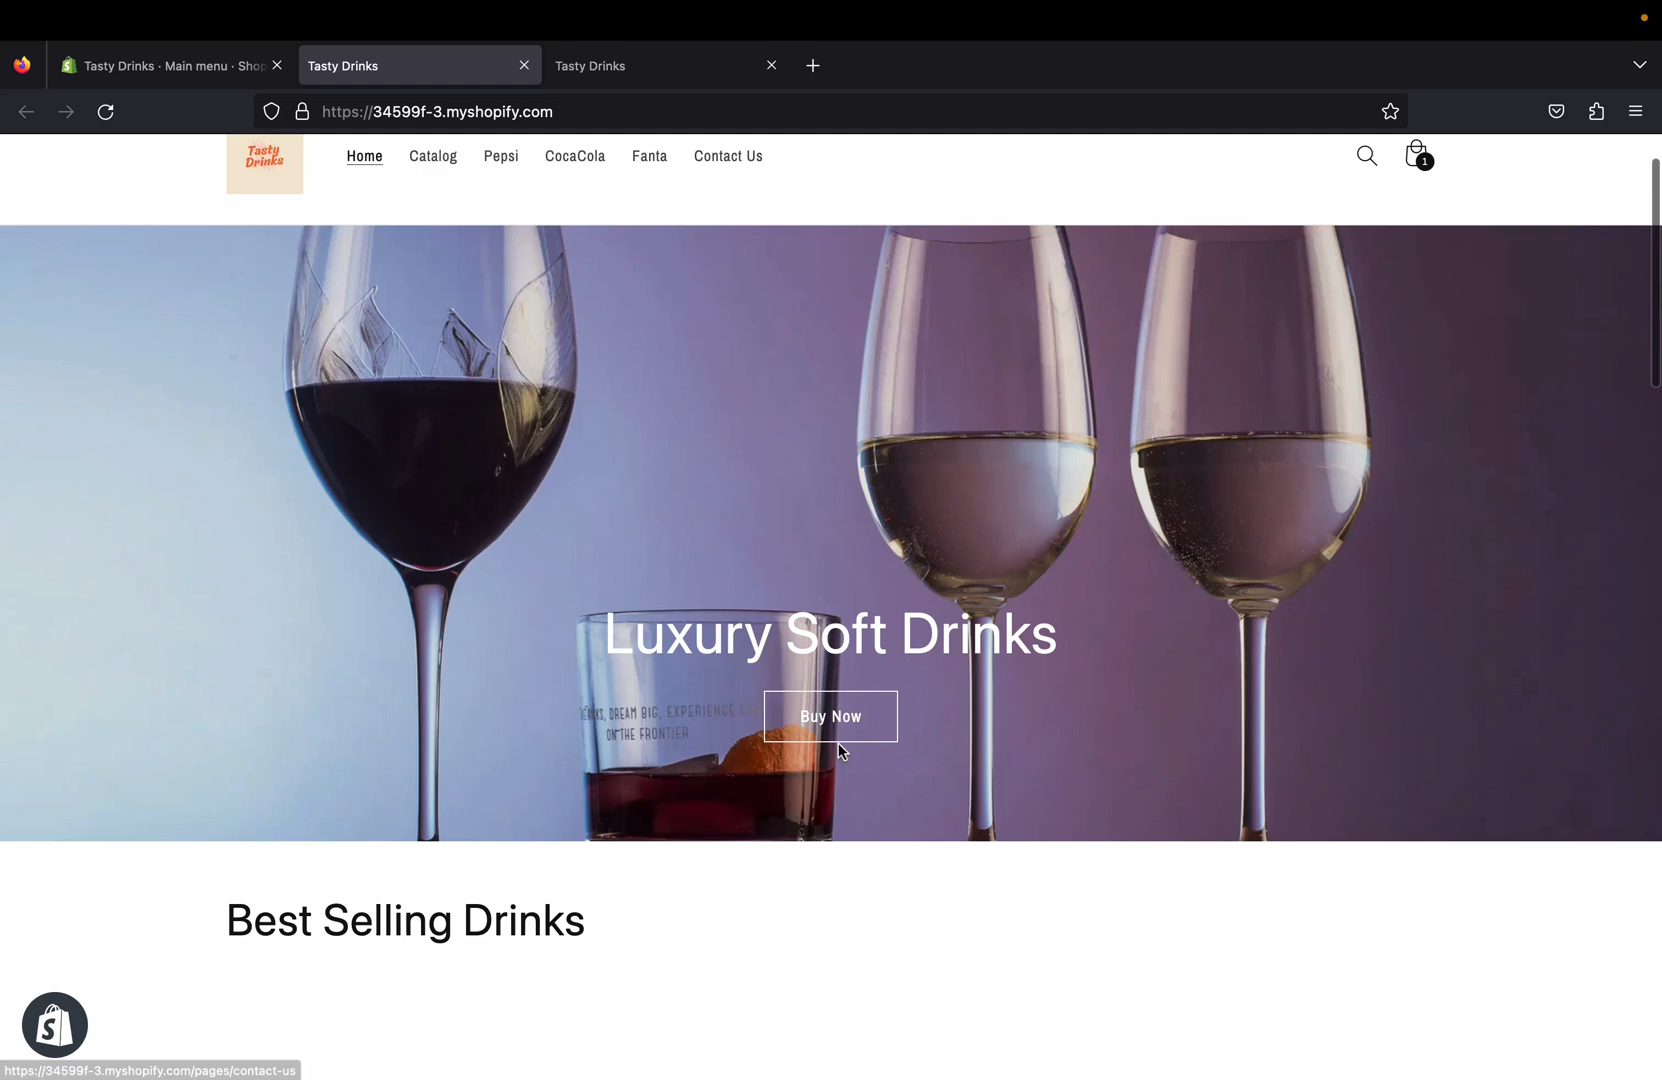 Tasty Drinks · Main menu · Shop
Tasty Drinks
Tasty Drinks
https://34599f-3.myshopify.com
Tasty
Drinks
Home
Catalog
Pepsi
CocaCola
Fanta
Contact Us
1
Luxury Soft Drinks
DREAM BIG, EXPERIENCE
ON THE FRONTIER.
Buy Now
Best Selling Drinks
https://34599f-3.myshopify.com/pages/contact-us